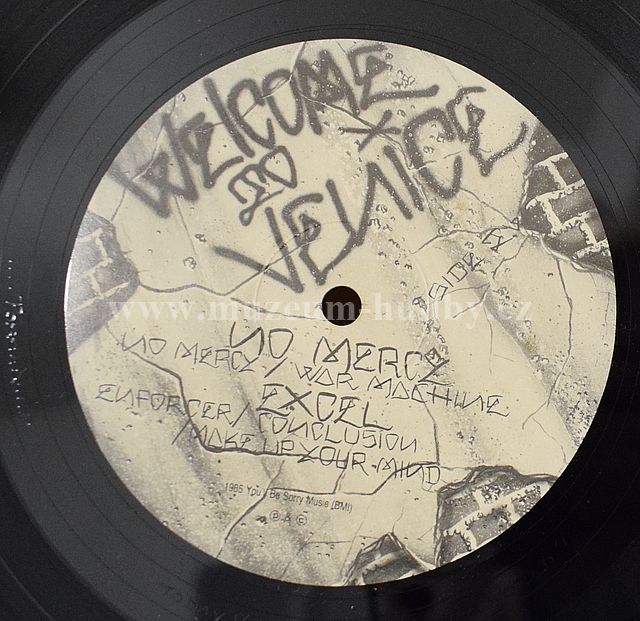 WELCOME
TO
VENICE
SIDE
www.muzeum-hudby.cz
NO MERCY
NO MERCY / WAR MACHINE
EXCEL
ENFORCER / CONCLUSION
/ MAKE UP YOUR MIND
1985 You'll Be Sorry Music (BMI)
Ⓟ & ©